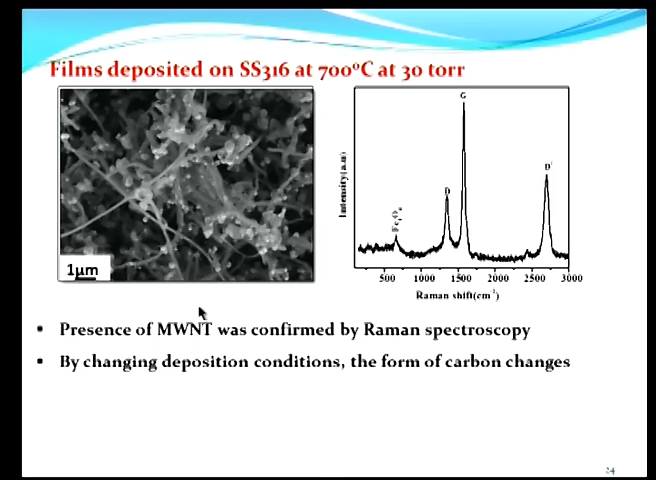 Films deposited on SS316 at 700°C at 30 torr
1µm
Intensity(a.u)
Fe₃O₄
D
G
D'
500 1000 1500 2000 2500 3000
Raman shift(cm⁻¹)
• Presence of MWNT was confirmed by Raman spectroscopy
• By changing deposition conditions, the form of carbon changes
24